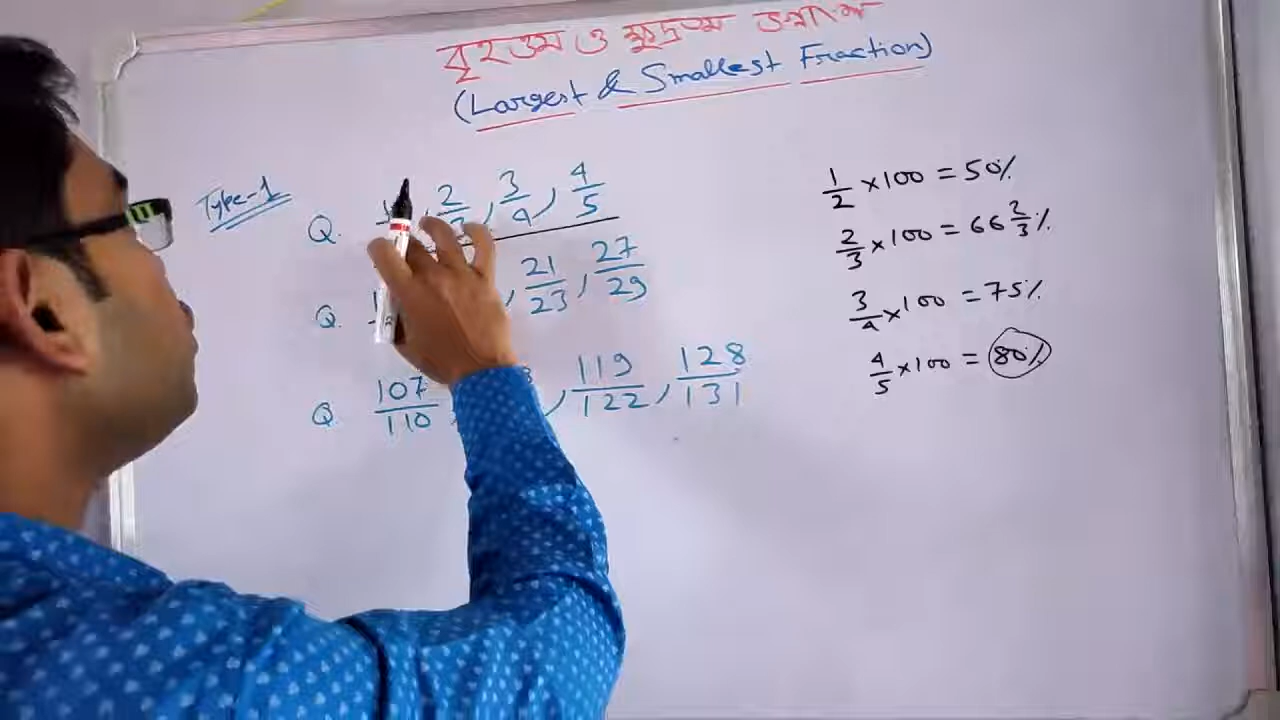 বৃহত্তম ও ক্ষুদ্রতম ভগ্নাংশ
(Largest & Smallest Fraction)
Type-1
Q. 2/3, 3/4, 4/5
Q. 21/23, 27/29
Q. 107/110, 119/122, 128/131
1/2 ×100 = 50%
2/3 ×100 = 66 2/3%
3/4 ×100 = 75%
4/5 ×100 = 80%